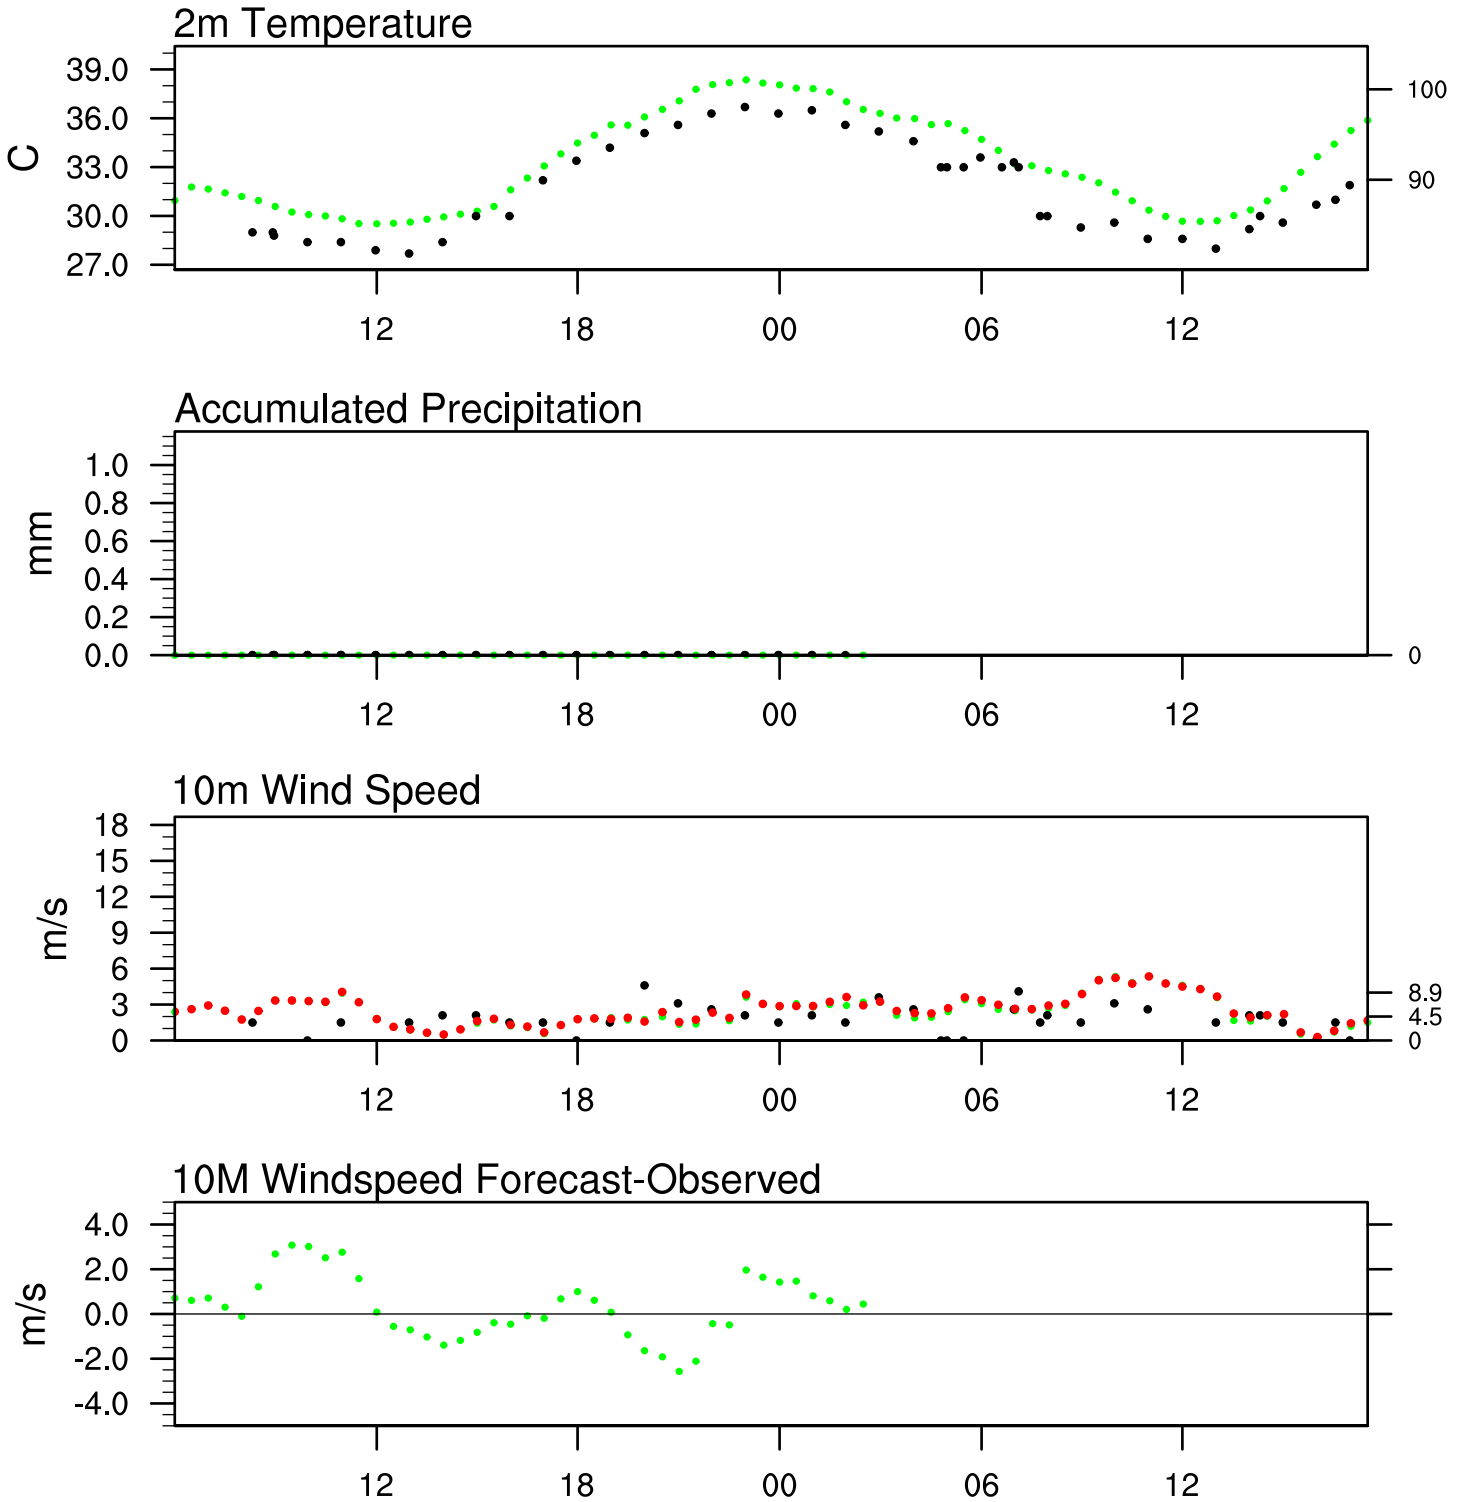 2m Temperature
39.0
36.0
33.0
30.0
27.0
C
100
90
12 18 00 06 12
Accumulated Precipitation
1.0
0.8
0.6
0.4
0.2
0.0
mm
0
12 18 00 06 12
10m Wind Speed
18
15
12
9
6
3
0
m/s
8.9
4.5
0
12 18 00 06 12
10M Windspeed Forecast-Observed
4.0
2.0
0.0
-2.0
-4.0
m/s
12 18 00 06 12